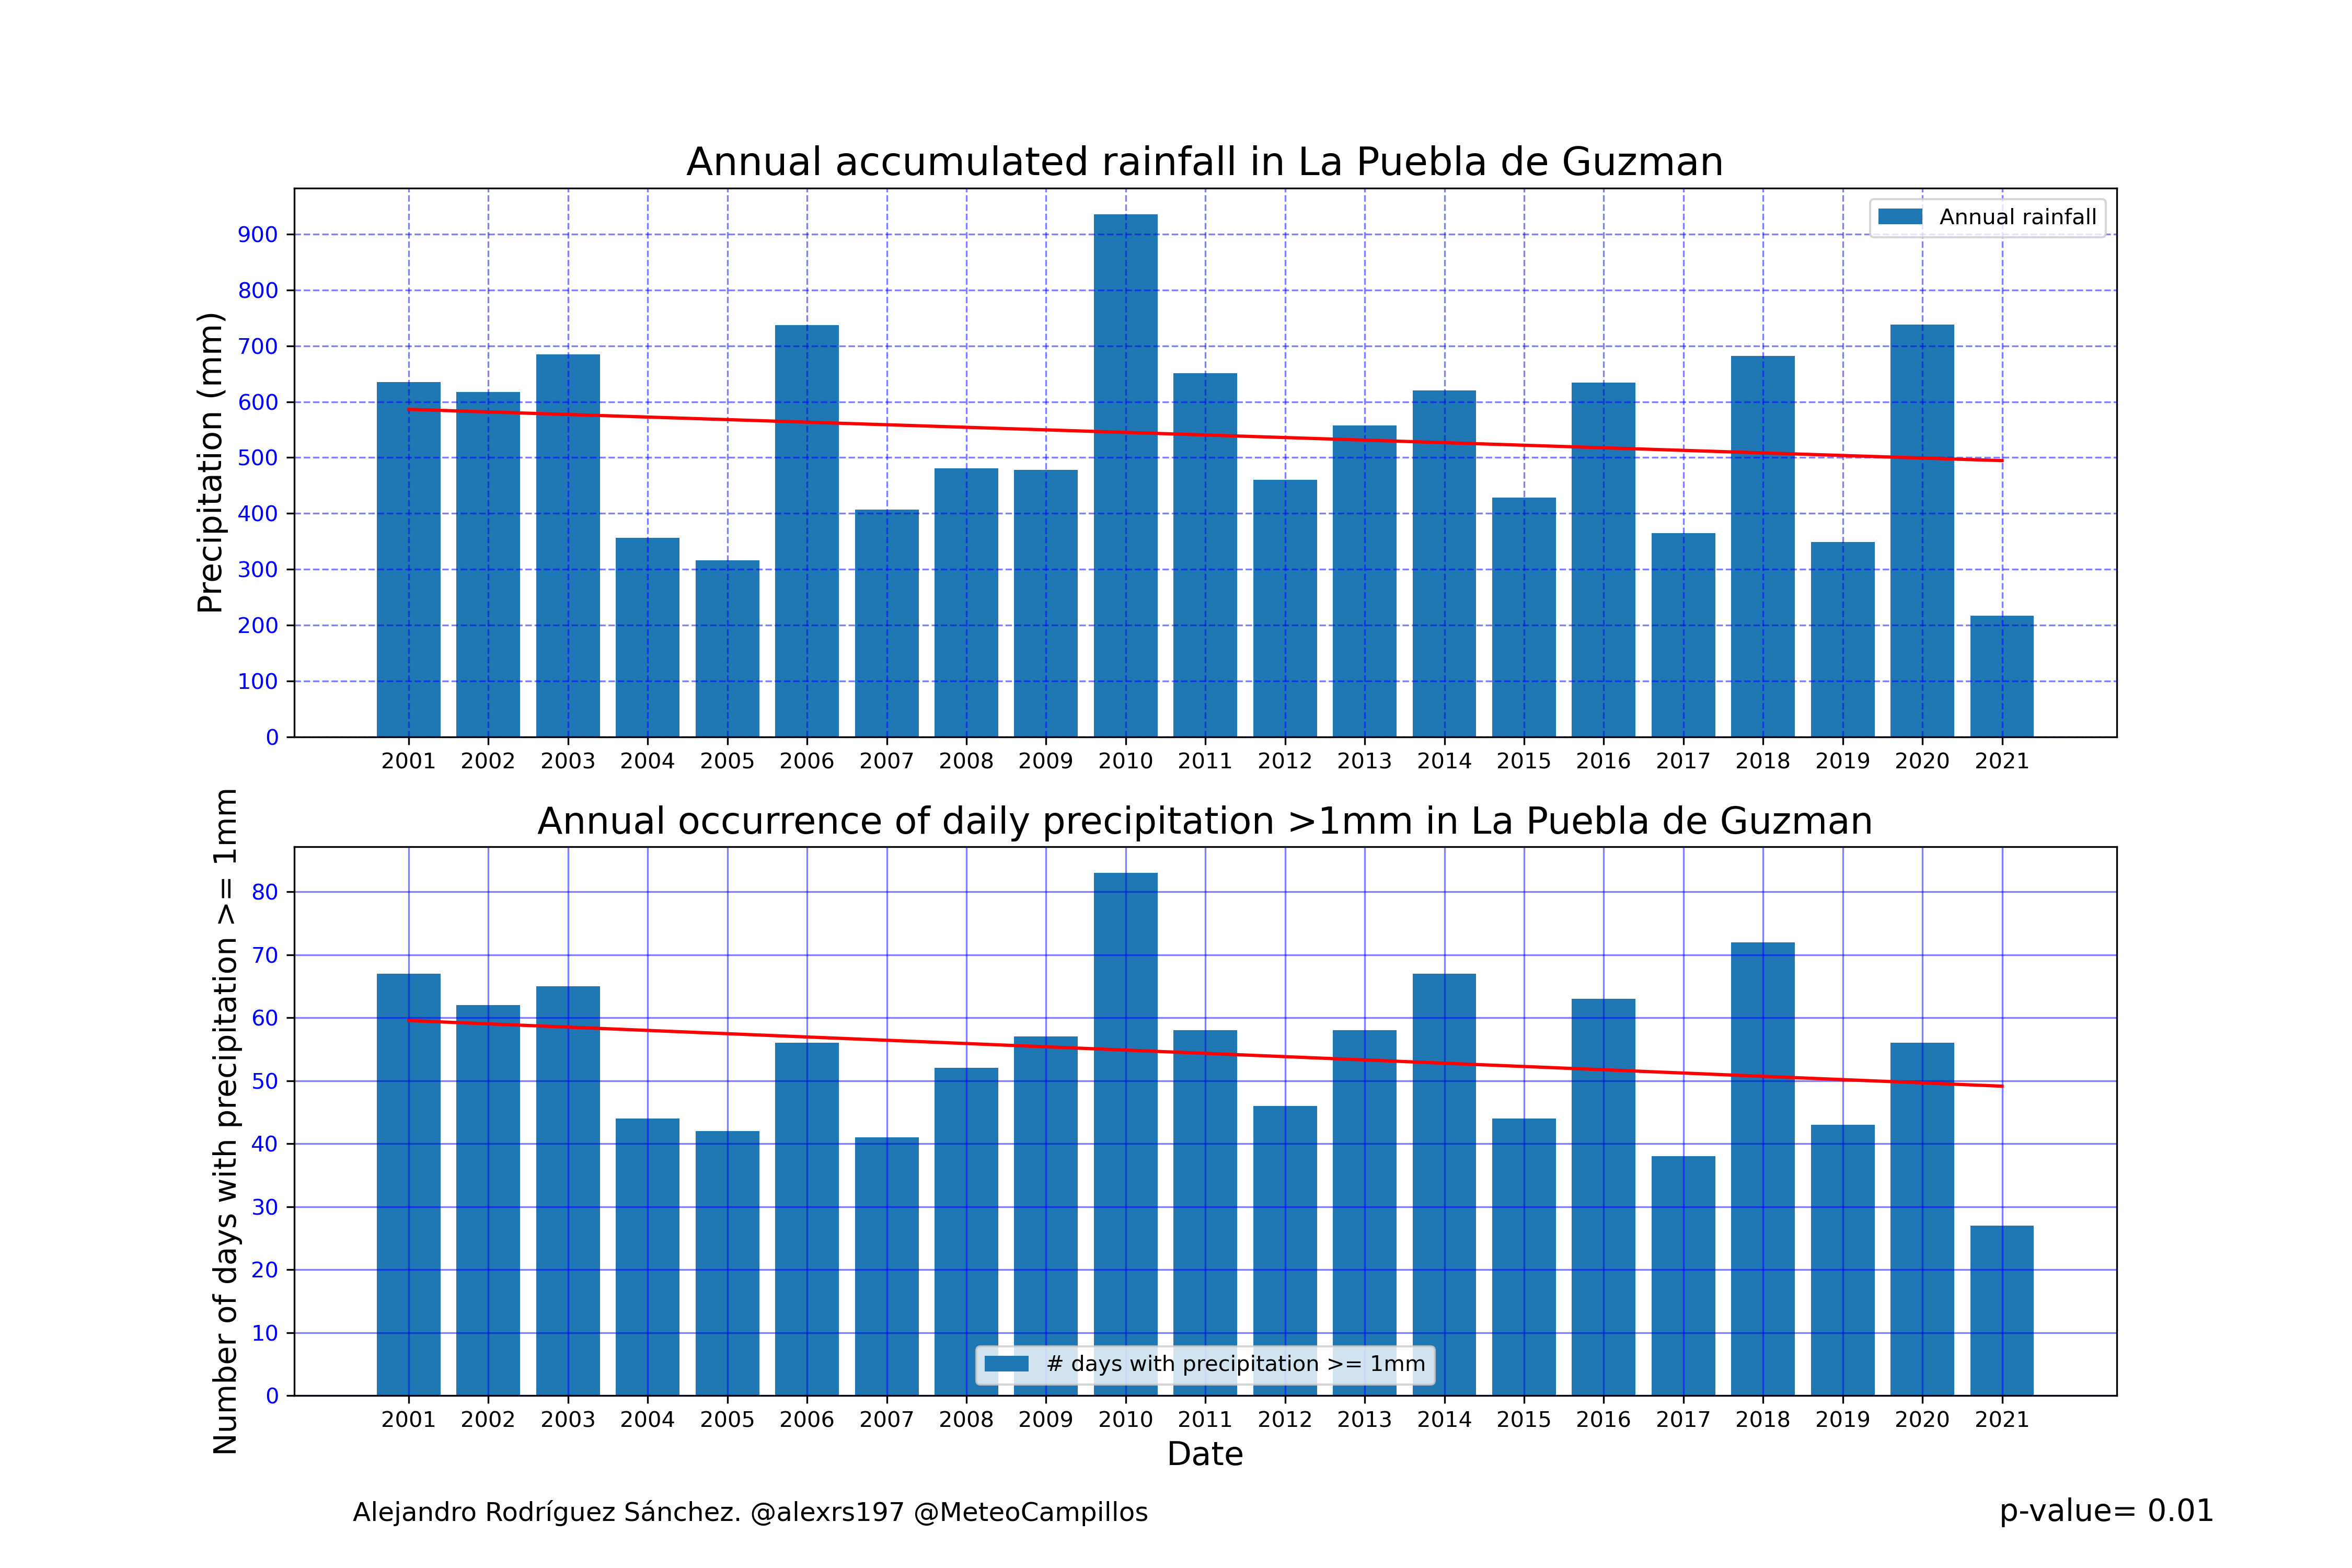 Annual accumulated rainfall in La Puebla de Guzman
Precipitation (mm)
900
800
700
600
500
400
300
200
100
0
Annual rainfall
2001 2002 2003 2004 2005 2006 2007 2008 2009 2010 2011 2012 2013 2014 2015 2016 2017 2018 2019 2020 2021
Annual occurrence of daily precipitation >1mm in La Puebla de Guzman
Number of days with precipitation >= 1mm
80
70
60
50
40
30
20
10
0
# days with precipitation >= 1mm
2001 2002 2003 2004 2005 2006 2007 2008 2009 2010 2011 2012 2013 2014 2015 2016 2017 2018 2019 2020 2021
Date
Alejandro Rodríguez Sánchez. @alexrs197 @MeteoCampillos
p-value= 0.01